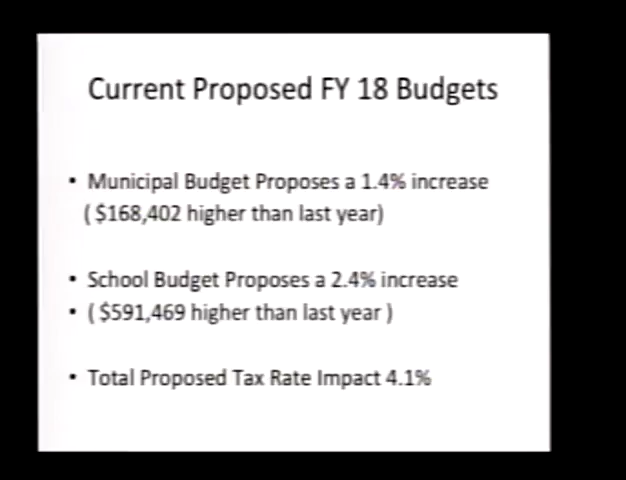 Current Proposed FY 18 Budgets
• Municipal Budget Proposes a 1.4% increase
( $168,402 higher than last year)
• School Budget Proposes a 2.4% increase
• ( $591,469 higher than last year )
• Total Proposed Tax Rate Impact 4.1%